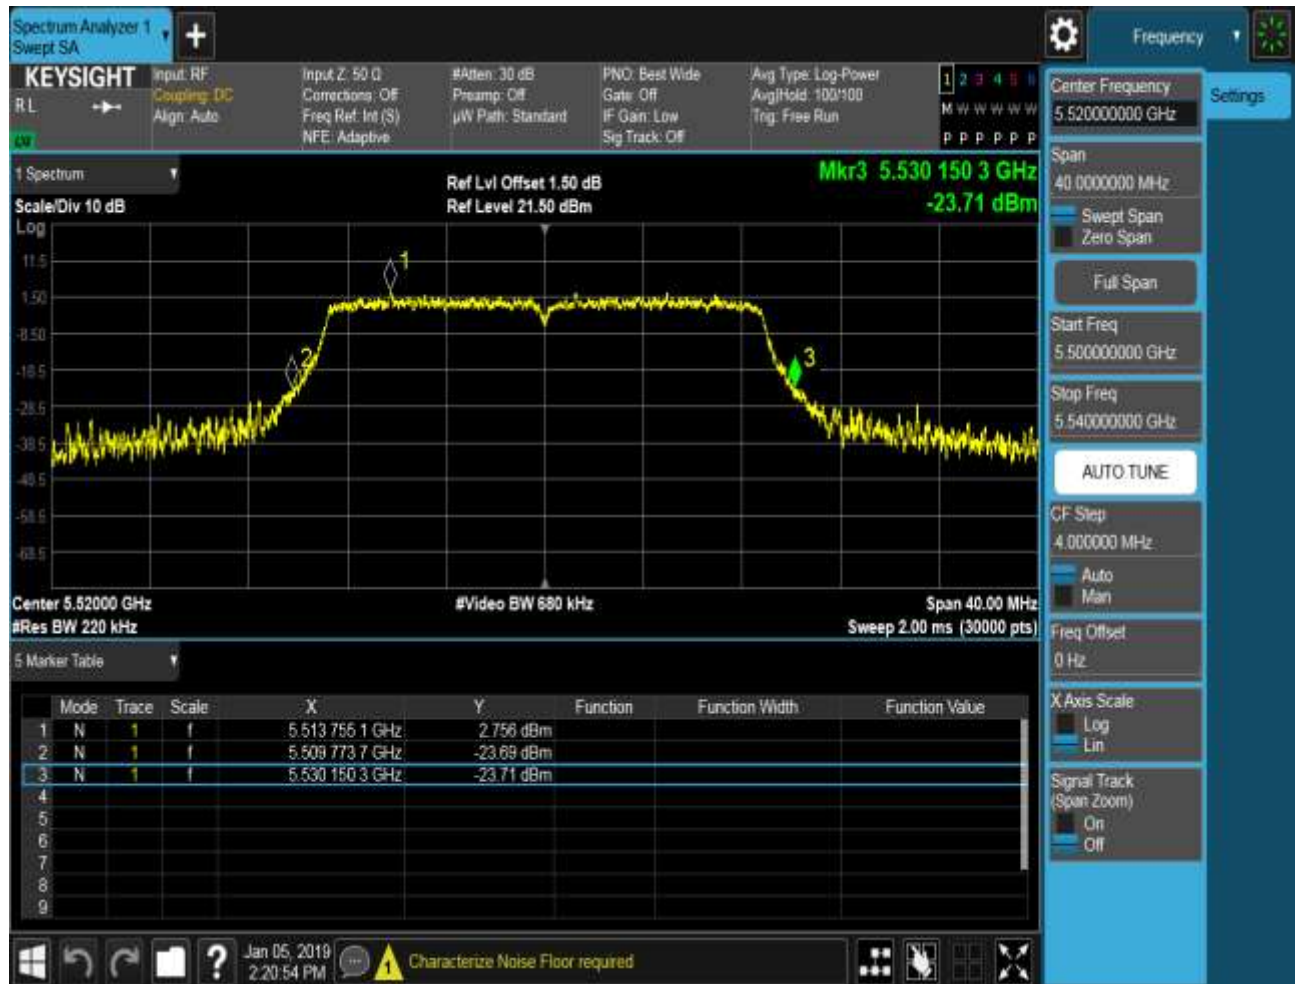 Spectrum Analyzer 1
Swept SA
+
Frequency
KEYSIGHT
RL
Input: RF
Coupling: DC
Align: Auto
Input Z: 50 Ω
Corrections: Off
Freq Ref: Int (S)
NFE: Adaptive
#Atten: 30 dB
Preamp: Off
µW Path: Standard
PNO: Best Wide
Gate: Off
IF Gain: Low
Sig Track: Off
Avg Type: Log-Power
Avg|Hold: 100/100
Trig: Free Run
1 2 3 4 5 6
M W W W W W
P P P P P P
1 Spectrum
Scale/Div 10 dB
Log
Ref Lvl Offset 1.50 dB
Ref Level 21.50 dBm
Mkr3 5.530 150 3 GHz
-23.71 dBm
11.5
1.50
-8.50
-18.5
-28.5
-38.5
-48.5
-58.5
-68.5
1
2
3
Center 5.52000 GHz
#Res BW 220 kHz
#Video BW 680 kHz
Span 40.00 MHz
Sweep 2.00 ms (30000 pts)
5 Marker Table
Mode Trace Scale X Y Function Function Width Function Value
1 N 1 f 5.513 755 1 GHz 2.756 dBm
2 N 1 f 5.509 773 7 GHz -23.69 dBm
3 N 1 f 5.530 150 3 GHz -23.71 dBm
4
5
6
7
8
9
Center Frequency
5.520000000 GHz
Settings
Span
40.0000000 MHz
Swept Span
Zero Span
Full Span
Start Freq
5.500000000 GHz
Stop Freq
5.540000000 GHz
AUTO TUNE
CF Step
4.000000 MHz
Auto
Man
Freq Offset
0 Hz
X Axis Scale
Log
Lin
Signal Track
(Span Zoom)
On
Off
?
Jan 05, 2019
2:20:54 PM
1
Characterize Noise Floor required